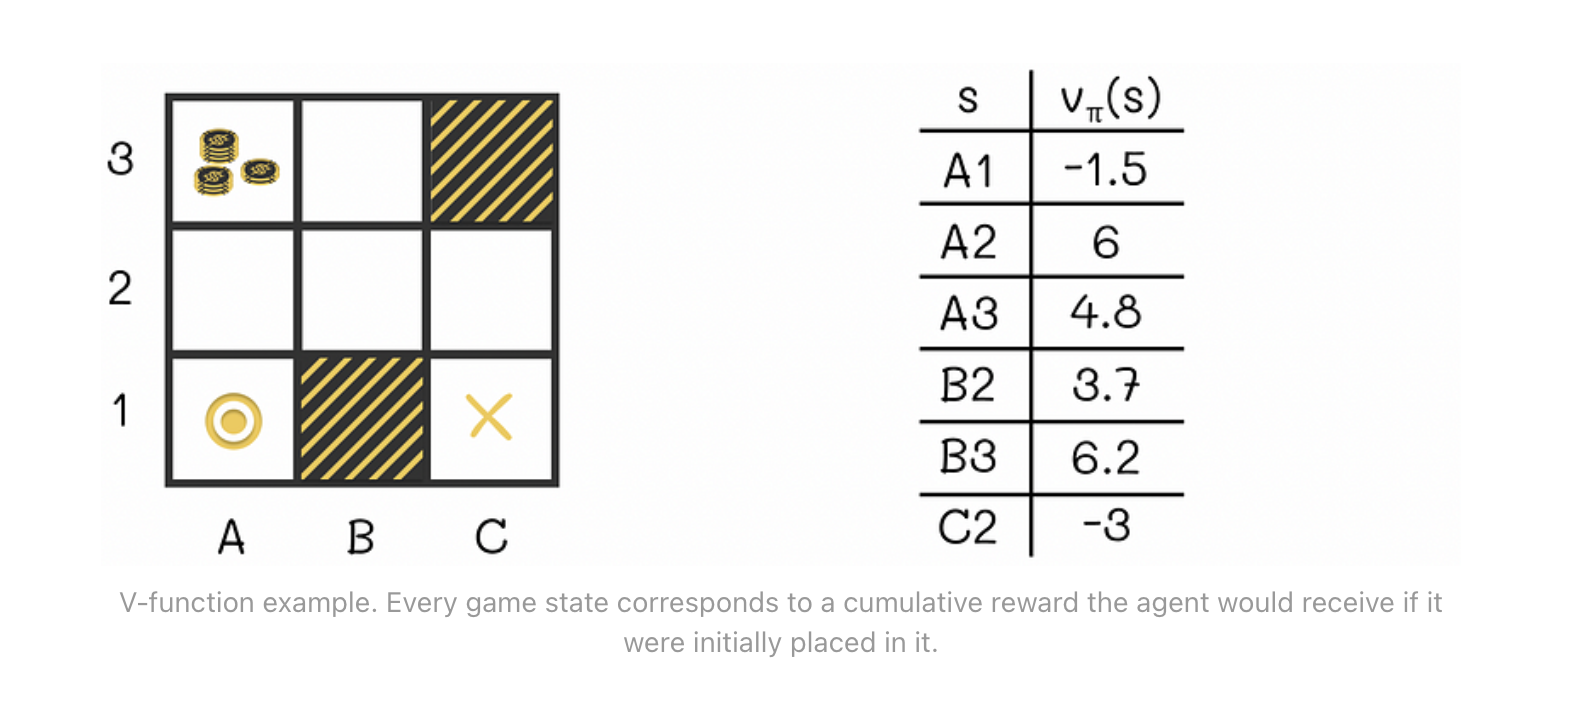 3
2
1
A B C
s vπ(s)
A1 -1.5
A2 6
A3 4.8
B2 3.7
B3 6.2
C2 -3
V-function example. Every game state corresponds to a cumulative reward the agent would receive if it
were initially placed in it.